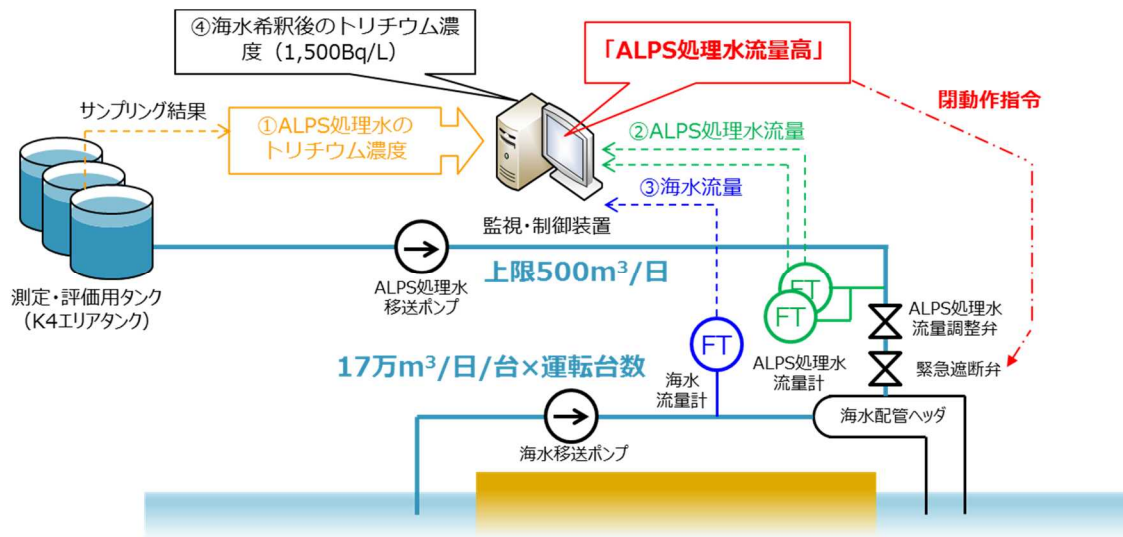 ④海水希釈後のトリチウム濃
度（1,500Bq/L）
「ALPS処理水流量高」
サンプリング結果
①ALPS処理水の
トリチウム濃度
閉動作指令
②ALPS処理水流量
③海水流量
監視・制御装置
上限500m³/日
ALPS処理水
移送ポンプ
測定・評価用タンク
（K4エリアタンク）
FT
FT
ALPS処理水
流量調整弁
FT
ALPS処理水
流量計
緊急遮断弁
17万m³/日/台×運転台数
海水
流量計
海水配管ヘッダ
海水移送ポンプ